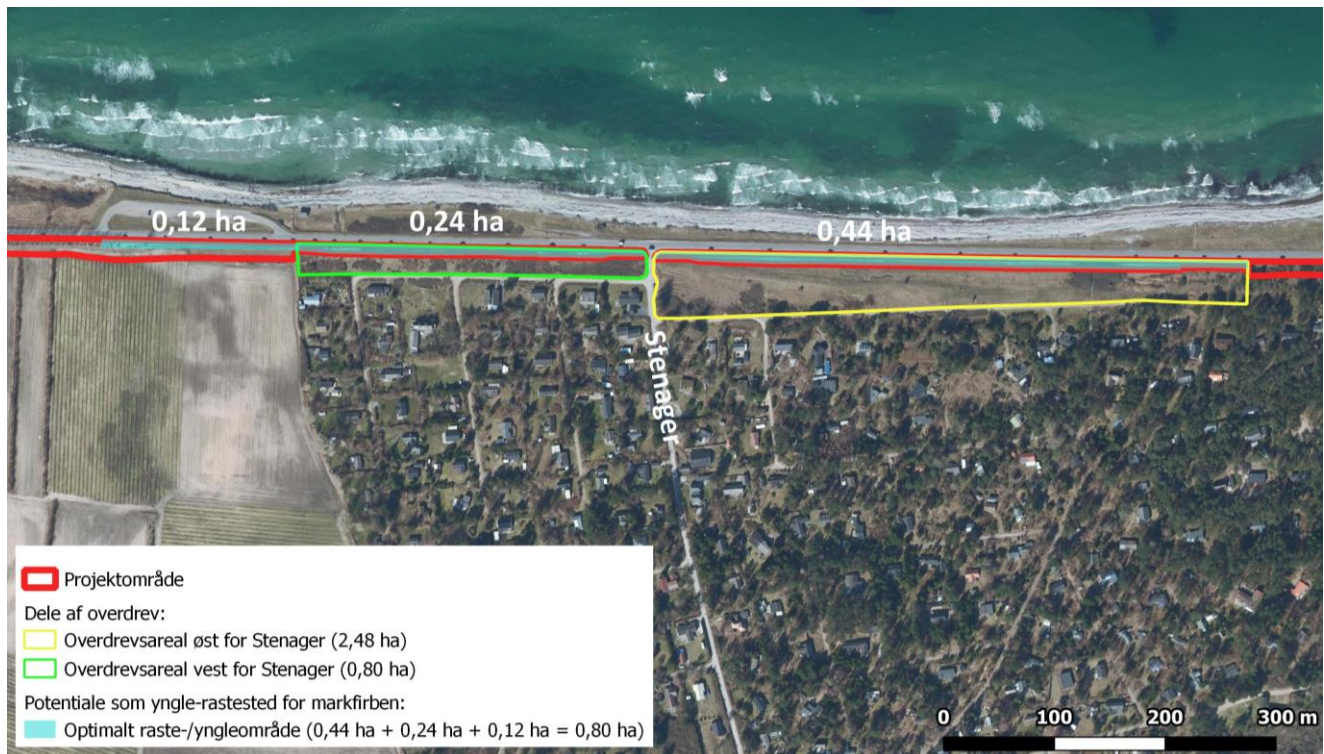 0,12 ha
0,24 ha
0,44 ha
Stenager
Projektområde
Dele af overdrev:
Overdrevsareal øst for Stenager (2,48 ha)
Overdrevsareal vest for Stenager (0,80 ha)
Potentiale som yngle-rastested for markfirben:
Optimalt raste-/yngleområde (0,44 ha + 0,24 ha + 0,12 ha = 0,80 ha)
0 100 200 300 m